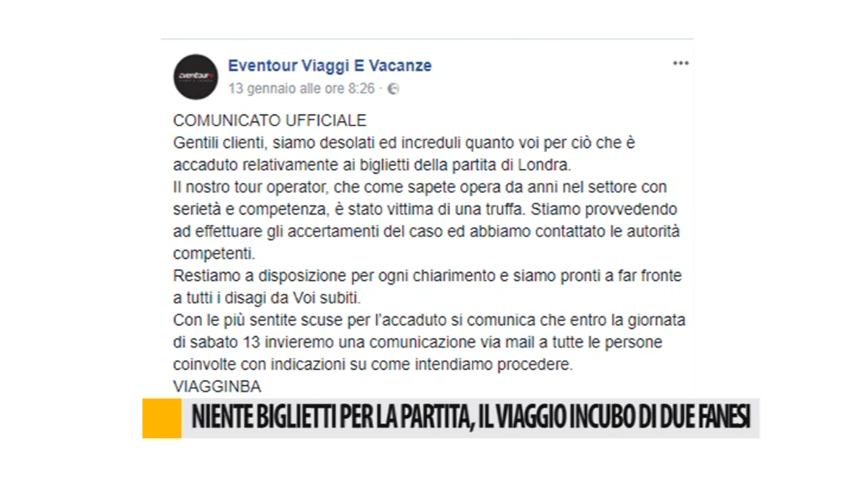 eventour
Eventour Viaggi E Vacanze
13 gennaio alle ore 8:26 ·
COMUNICATO UFFICIALE
Gentili clienti, siamo desolati ed increduli quanto voi per ciò che è
accaduto relativamente ai biglietti della partita di Londra.
Il nostro tour operator, che come sapete opera da anni nel settore con
serietà e competenza, è stato vittima di una truffa. Stiamo provvedendo
ad effettuare gli accertamenti del caso ed abbiamo contattato le autorità
competenti.
Restiamo a disposizione per ogni chiarimento e siamo pronti a far fronte
a tutti i disagi da Voi subiti.
Con le più sentite scuse per l'accaduto si comunica che entro la giornata
di sabato 13 invieremo una comunicazione via mail a tutte le persone
coinvolte con indicazioni su come intendiamo procedere.
VIAGGINBA
NIENTE BIGLIETTI PER LA PARTITA, IL VIAGGIO INCUBO DI DUE FANESI